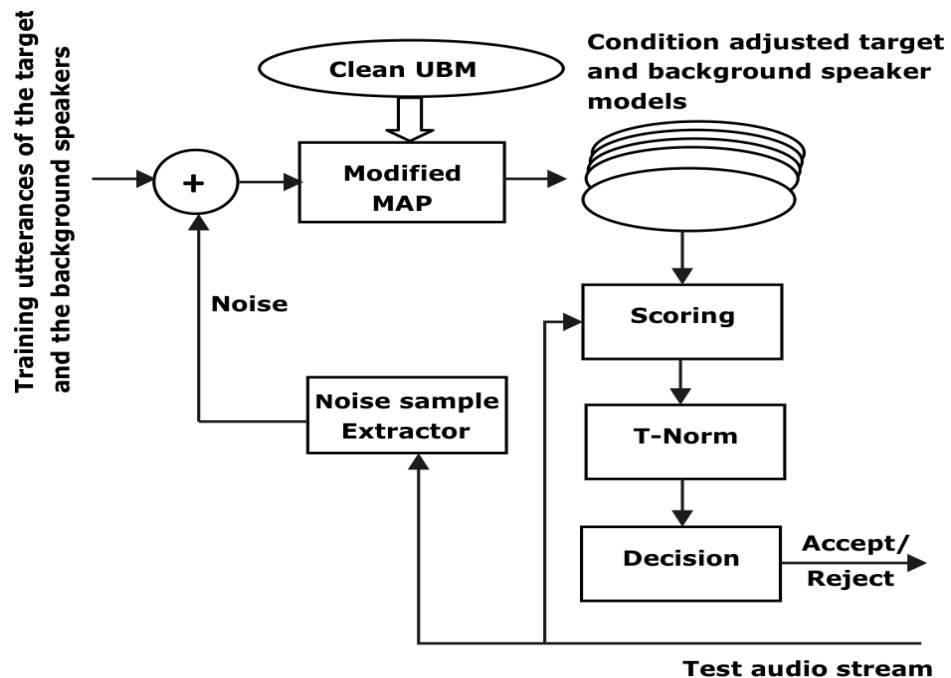 Training utterances of the target
and the background speakers
Clean UBM
Condition adjusted target
and background speaker
models
+
Modified
MAP
Noise
Scoring
Noise sample
Extractor
T-Norm
Decision
Accept/
Reject
Test audio stream